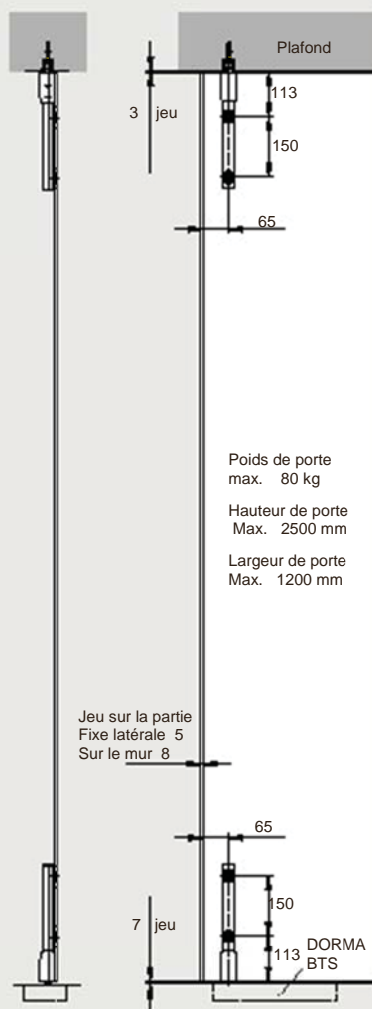 Plafond
113
3 jeu
150
65
Poids de porte
max. 80 kg
Hauteur de porte
Max. 2500 mm
Largeur de porte
Max. 1200 mm
Jeu sur la partie
Fixe latérale 5
Sur le mur 8
65
150
7 jeu
113
DORMA
BTS